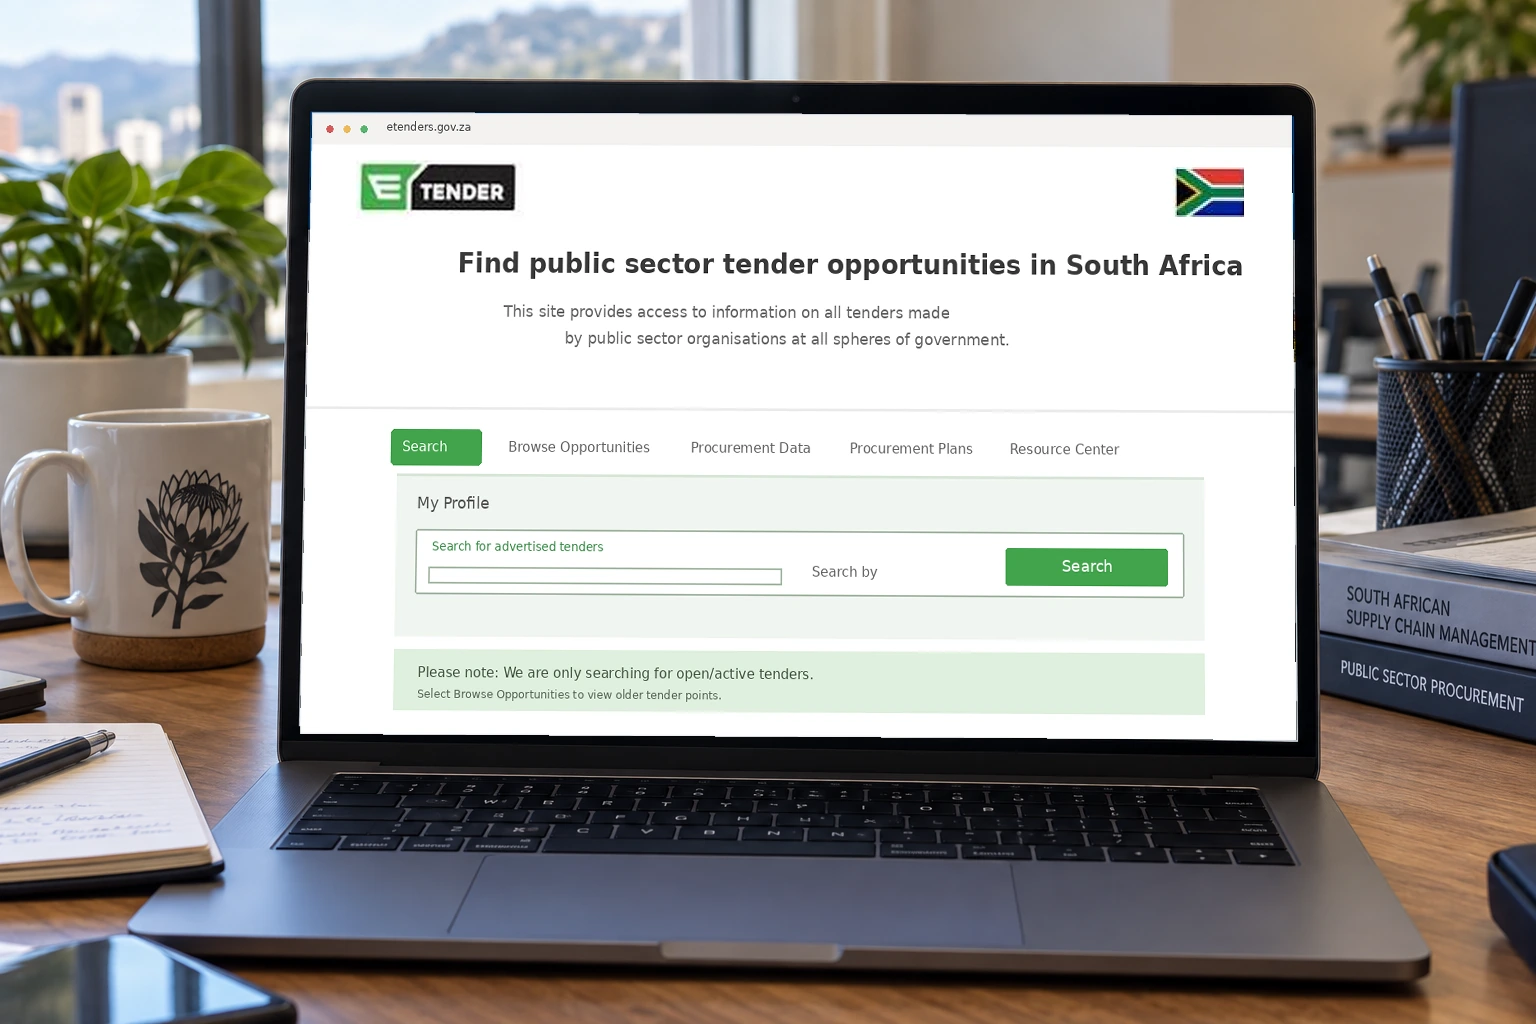 etenders.gov.za
E TENDER
Find public sector tender opportunities in South Africa
This site provides access to information on all tenders made
by public sector organisations at all spheres of government.
Search
Browse Opportunities
Procurement Data
Procurement Plans
Resource Center
My Profile
Search for advertised tenders
Search by
Search
Please note: We are only searching for open/active tenders.
Select Browse Opportunities to view older tender points.
SOUTH AFRICAN
SUPPLY CHAIN MANAGEMENT
PUBLIC SECTOR PROCUREMENT